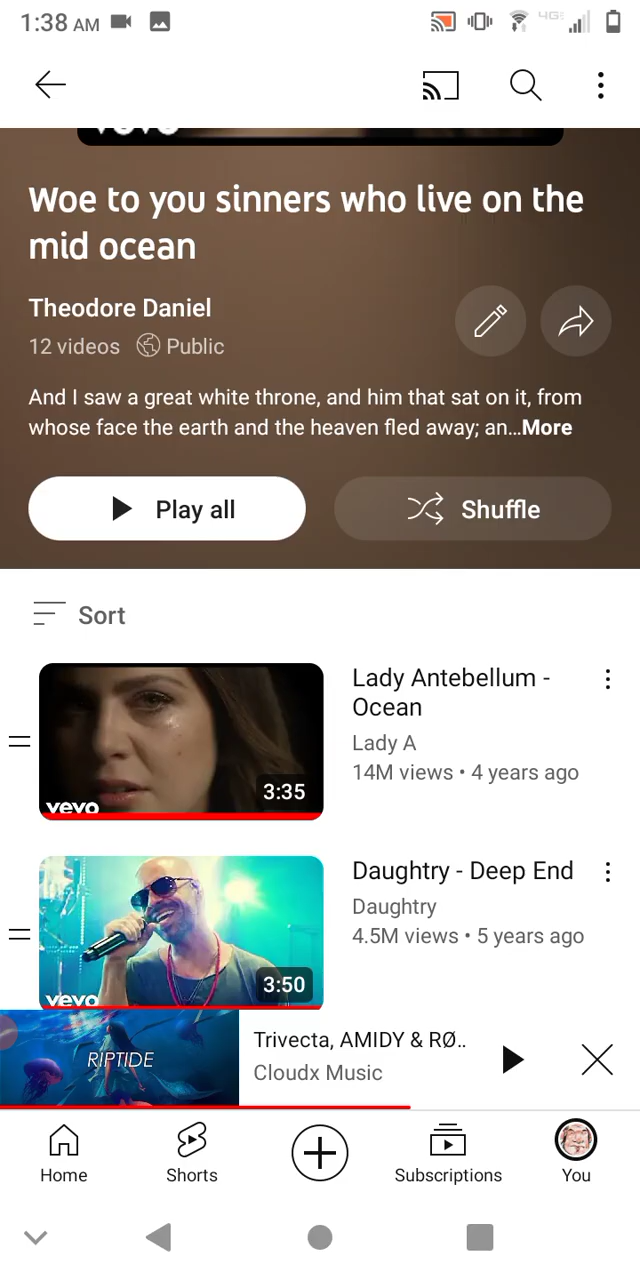 1:38 AM
4GE
vevo
Woe to you sinners who live on the
mid ocean
Theodore Daniel
12 videos Public
And I saw a great white throne, and him that sat on it, from
whose face the earth and the heaven fled away; an...More
Play all
Shuffle
Sort
Lady Antebellum -
Ocean
Lady A
14M views • 4 years ago
3:35
vevo
Daughtry - Deep End
Daughtry
4.5M views • 5 years ago
3:50
vevo
RIPTIDE
Trivecta, AMIDY & RØ..
Cloudx Music
Home
Shorts
Subscriptions
You